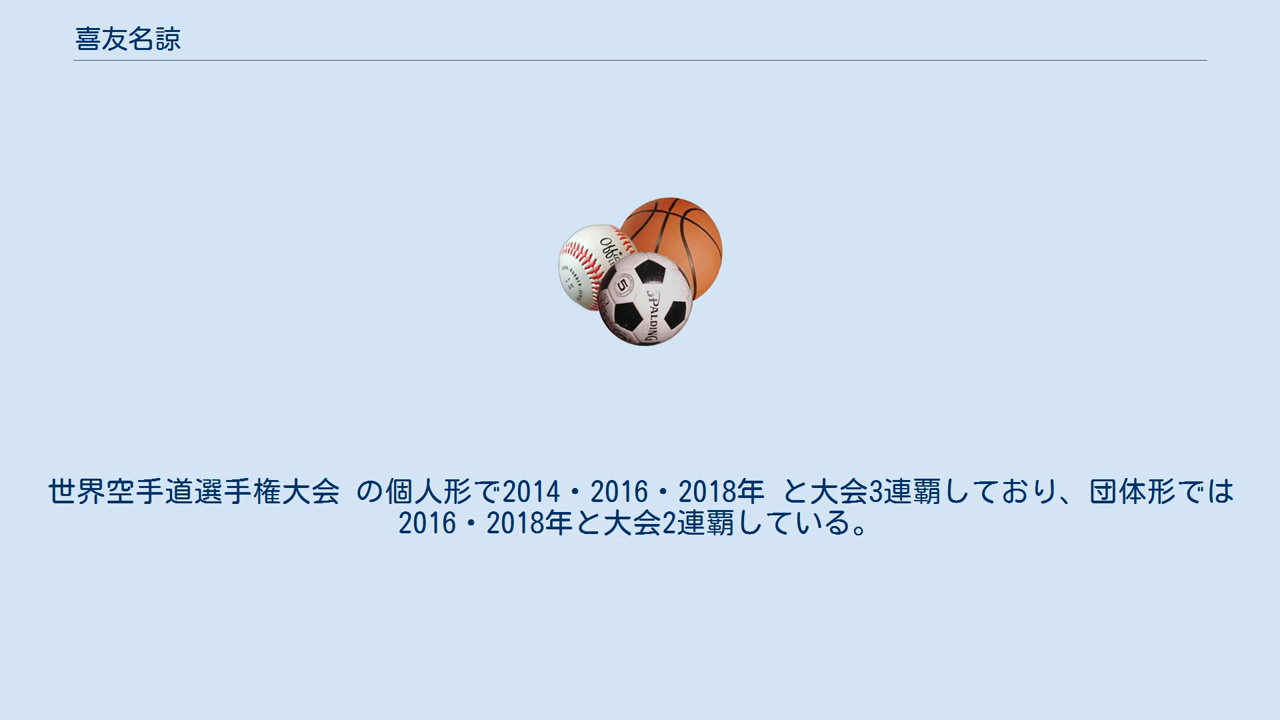 喜友名諒
世界空手道選手権大会 の個人形で2014・2016・2018年 と大会3連覇しており、団体形では
2016・2018年と大会2連覇している。
Offic
5
SPALDING